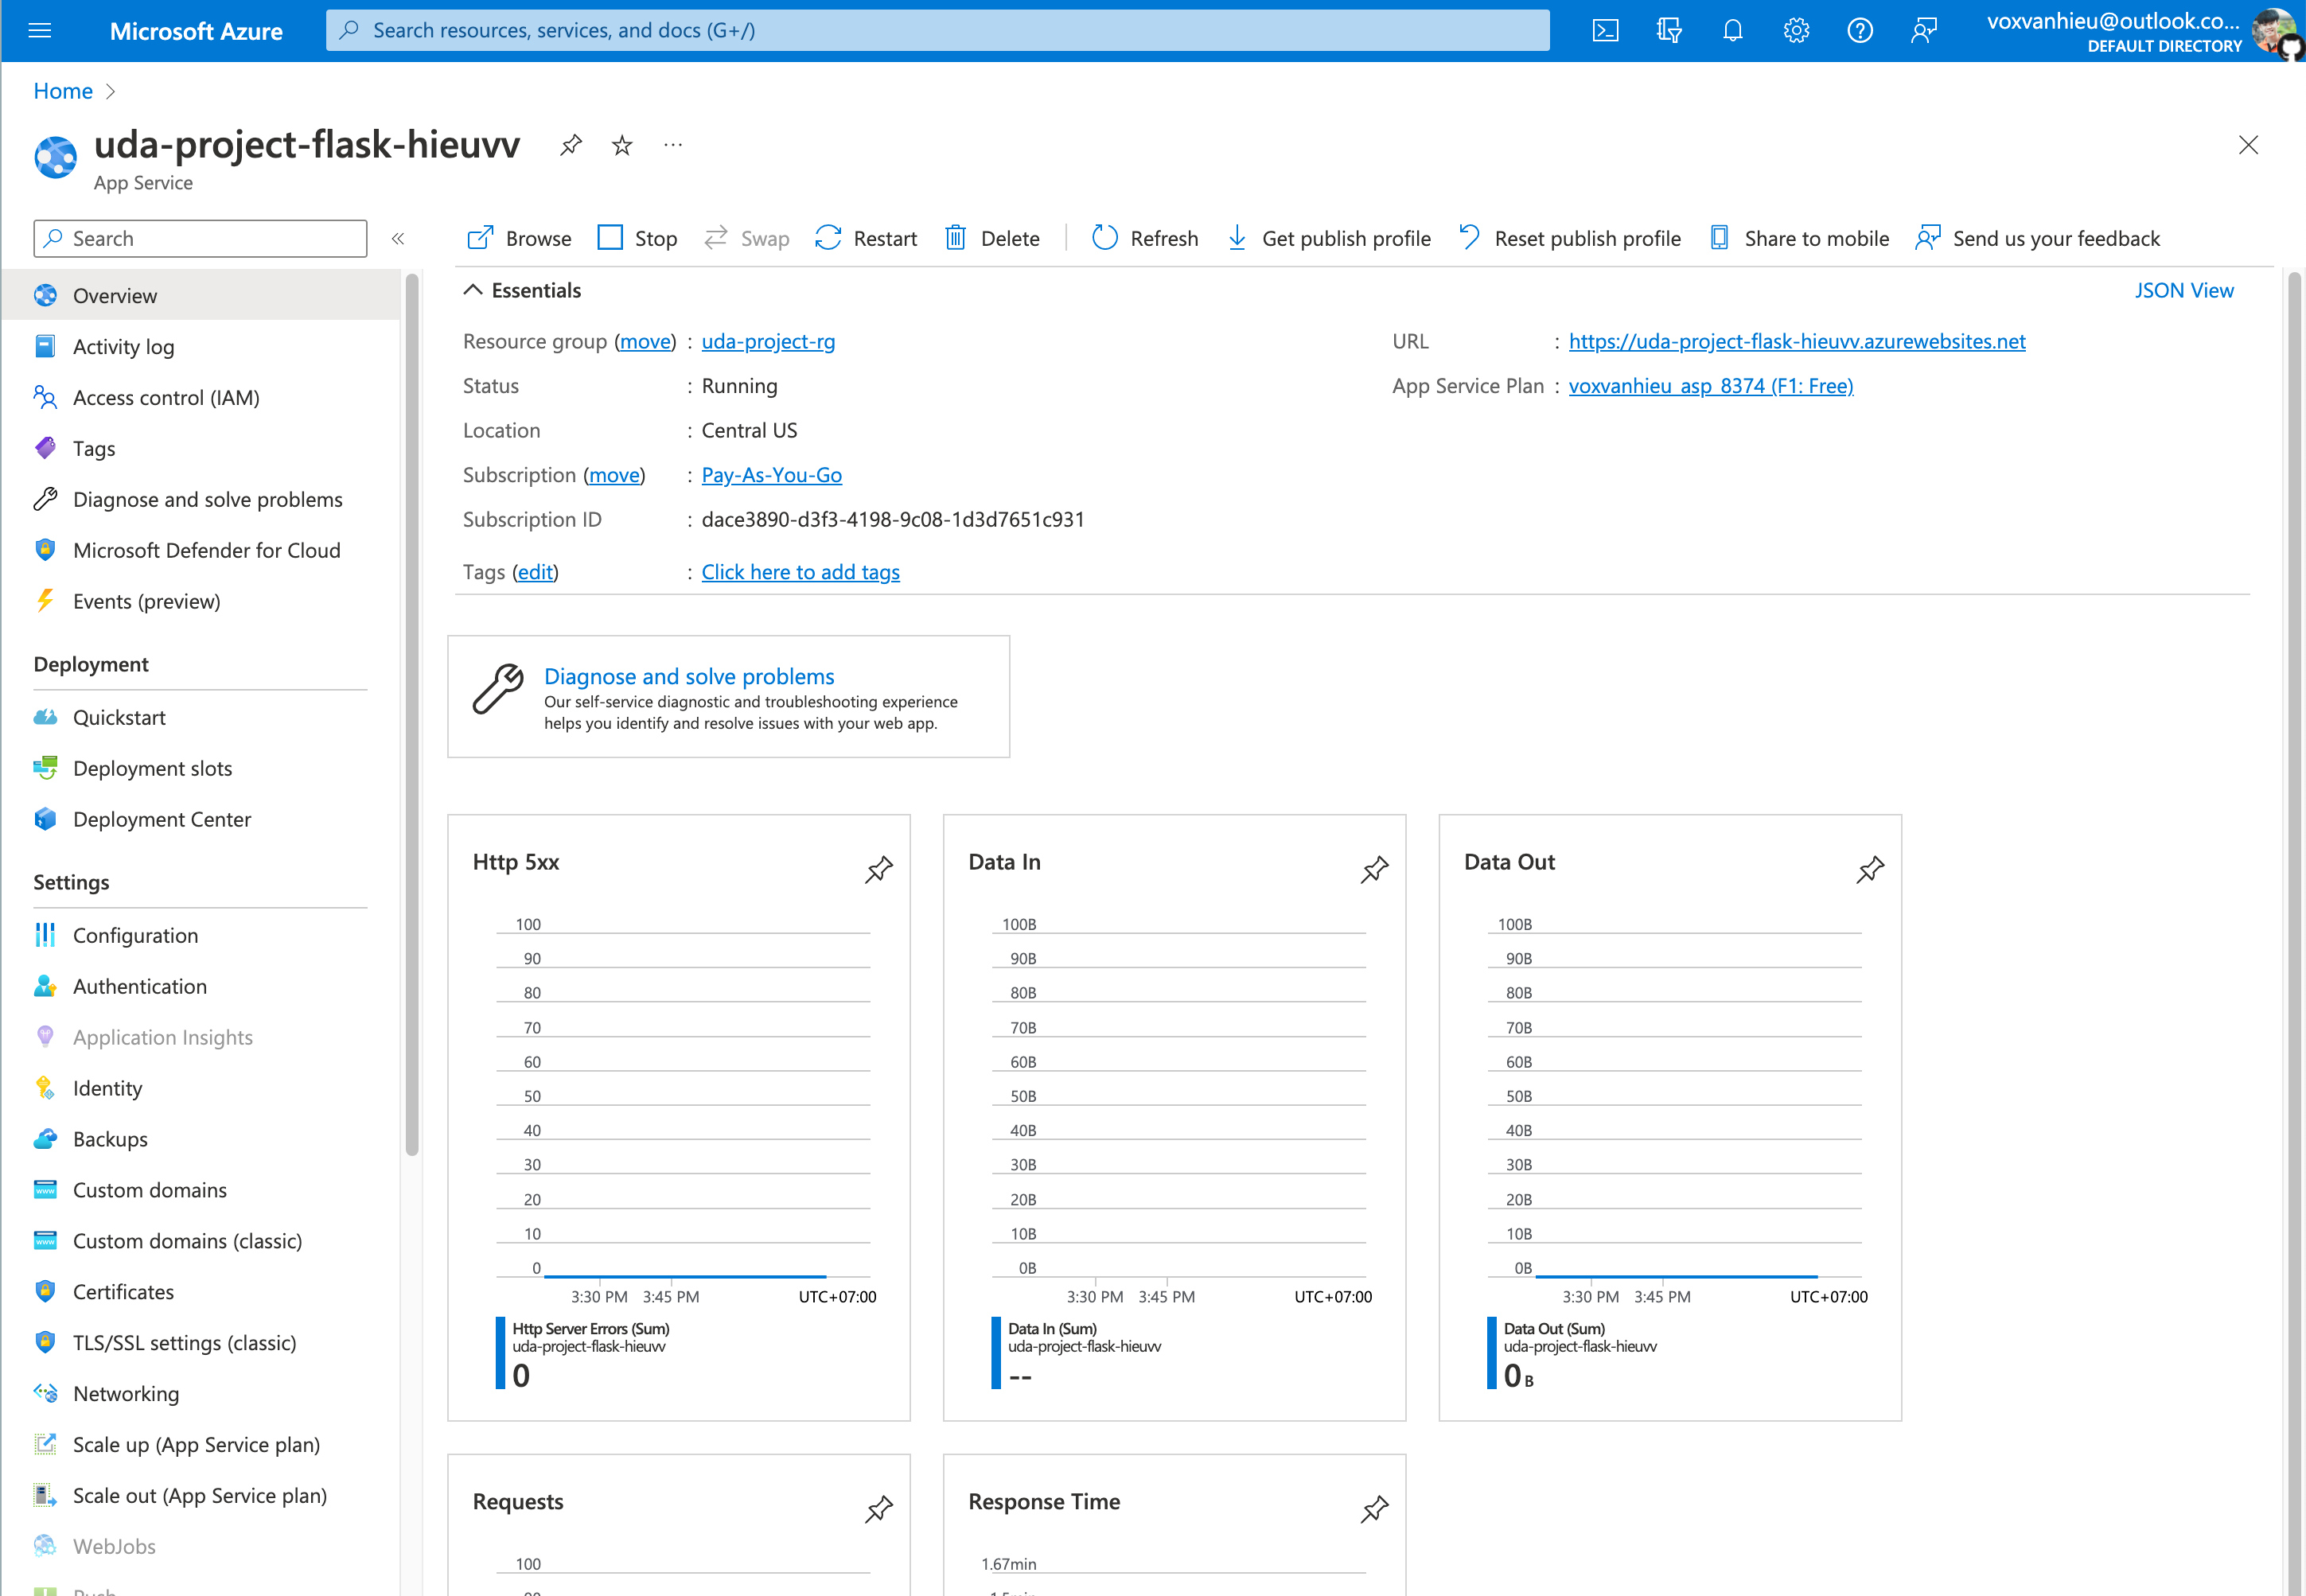 Microsoft Azure
Search resources, services, and docs (G+/)
voxvanhieu@outlook.co...
DEFAULT DIRECTORY
Home
uda-project-flask-hieuvv
App Service
Search
Browse
Stop
Swap
Restart
Delete
Refresh
Get publish profile
Reset publish profile
Share to mobile
Send us your feedback
Overview
Activity log
Access control (IAM)
Tags
Diagnose and solve problems
Microsoft Defender for Cloud
Events (preview)
Deployment
Quickstart
Deployment slots
Deployment Center
Settings
Configuration
Authentication
Application Insights
Identity
Backups
Custom domains
Custom domains (classic)
Certificates
TLS/SSL settings (classic)
Networking
Scale up (App Service plan)
Scale out (App Service plan)
WebJobs
Essentials
JSON View
Resource group (move) : uda-project-rg
Status : Running
Location : Central US
Subscription (move) : Pay-As-You-Go
Subscription ID : dace3890-d3f3-4198-9c08-1d3d7651c931
Tags (edit) : Click here to add tags
URL : https://uda-project-flask-hieuvv.azurewebsites.net
App Service Plan : voxvanhieu_asp_8374 (F1: Free)
Diagnose and solve problems
Our self-service diagnostic and troubleshooting experience
helps you identify and resolve issues with your web app.
Http 5xx
100
90
80
70
60
50
40
30
20
10
0
3:30 PM 3:45 PM UTC+07:00
Http Server Errors (Sum)
uda-project-flask-hieuvv
0
Data In
100B
90B
80B
70B
60B
50B
40B
30B
20B
10B
0B
3:30 PM 3:45 PM UTC+07:00
Data In (Sum)
uda-project-flask-hieuvv
--
Data Out
100B
90B
80B
70B
60B
50B
40B
30B
20B
10B
0B
3:30 PM 3:45 PM UTC+07:00
Data Out (Sum)
uda-project-flask-hieuvv
0 B
Requests
100
Response Time
1.67min